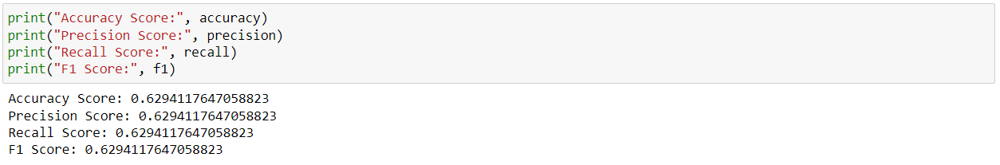 print("Accuracy Score:", accuracy)
print("Precision Score:", precision)
print("Recall Score:", recall)
print("F1 Score:", f1)
Accuracy Score: 0.6294117647058823
Precision Score: 0.6294117647058823
Recall Score: 0.6294117647058823
F1 Score: 0.6294117647058823